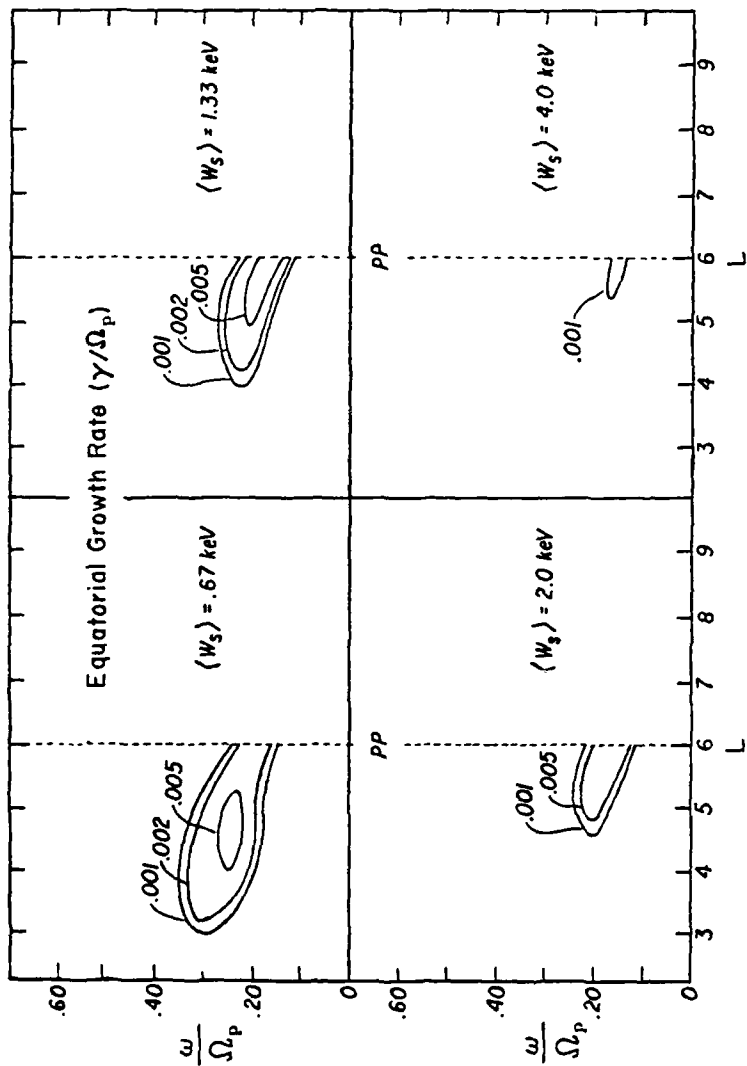 Equatorial Growth Rate (γ/Ωp)
.60
.40
.20
0
ω/Ωp
.001
.002
.005
⟨Ws⟩ = .67 keV
.001
.002
.005
⟨Ws⟩ = 1.33 keV
PP
PP
.60
.40
.20
0
ω/Ωp
.001
.005
⟨Ws⟩ = 2.0 keV
.001
⟨Ws⟩ = 4.0 keV
3 4 5 6 7 8 9
L
3 4 5 6 7 8 9
L